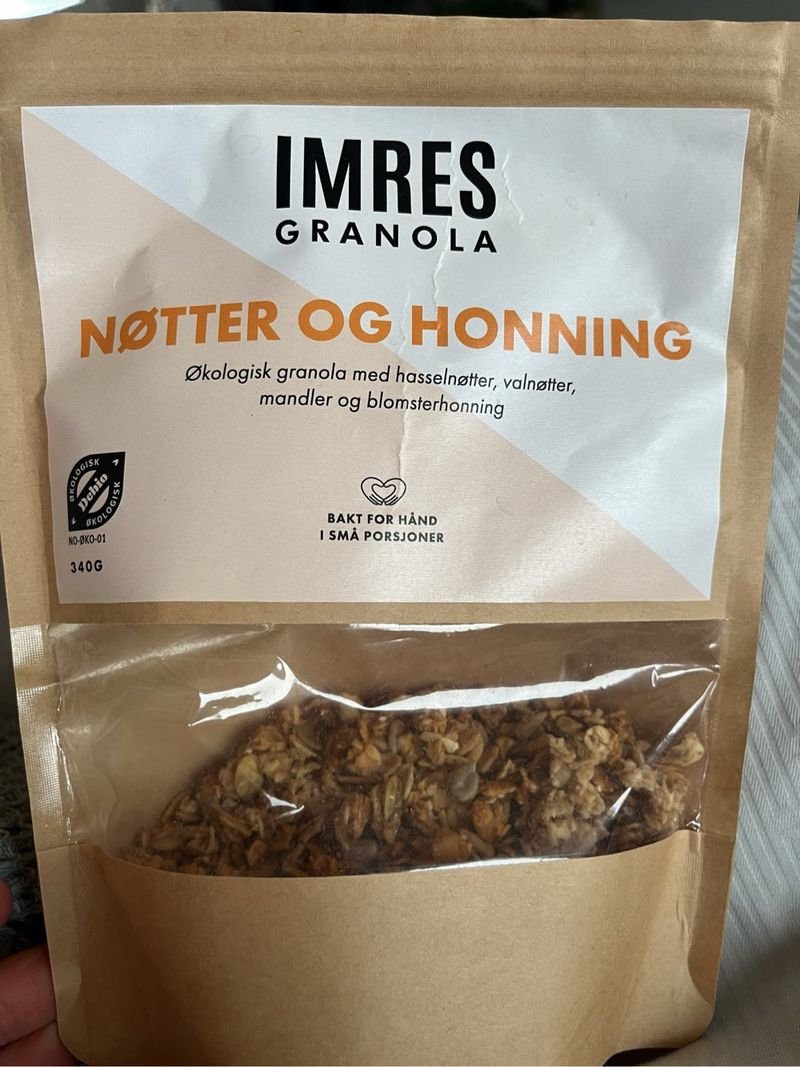 IMRES
GRANOLA
NØTTER OG HONNING
Økologisk granola med hasselnøtter, valnøtter,
mandler og blomsterhonning
ØKOLOGISK
Debio
ØKOLOGISK
NO-ØKO-01
340G
BAKT FOR HÅND
I SMÅ PORSJONER